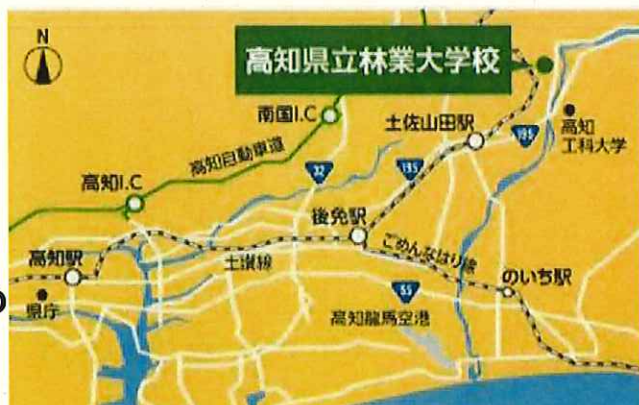 N
高知県立林業大学校
南国I.C
土佐山田駅
195
高知
工科大学
高知自動車道
32
195
高知I.C
後免駅
ごめんなはり線
高知駅
土讃線
のいち駅
県庁
55
高知龍馬空港